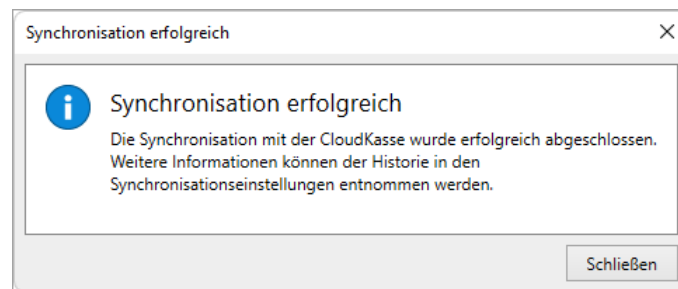 Synchronisation erfolgreich
Synchronisation erfolgreich
Die Synchronisation mit der CloudKasse wurde erfolgreich abgeschlossen.
Weitere Informationen können der Historie in den
Synchronisationseinstellungen entnommen werden.
Schließen